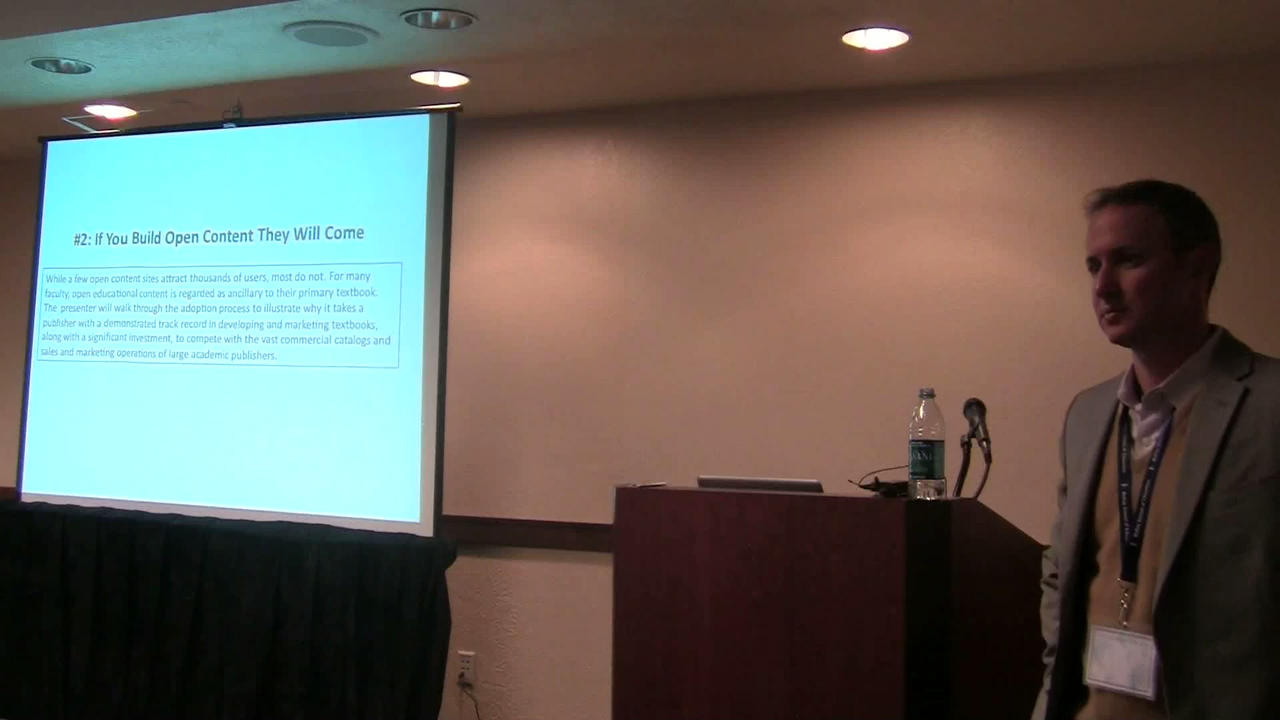 #2: If You Build Open Content They Will Come
While a few open content sites attract thousands of users, most do not. For many
faculty, open educational content is regarded as ancillary to their primary textbook.
The presenter will walk through the adoption process to illustrate why it takes a
publisher with a demonstrated track record in developing and marketing textbooks,
along with a significant investment, to compete with the vast commercial catalogs and
sales and marketing operations of large academic publishers.